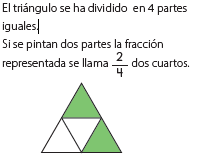 El triángulo se ha dividido en 4 partes
iguales.
Si se pintan dos partes la fracción
representada se llama 2/4 dos cuartos.